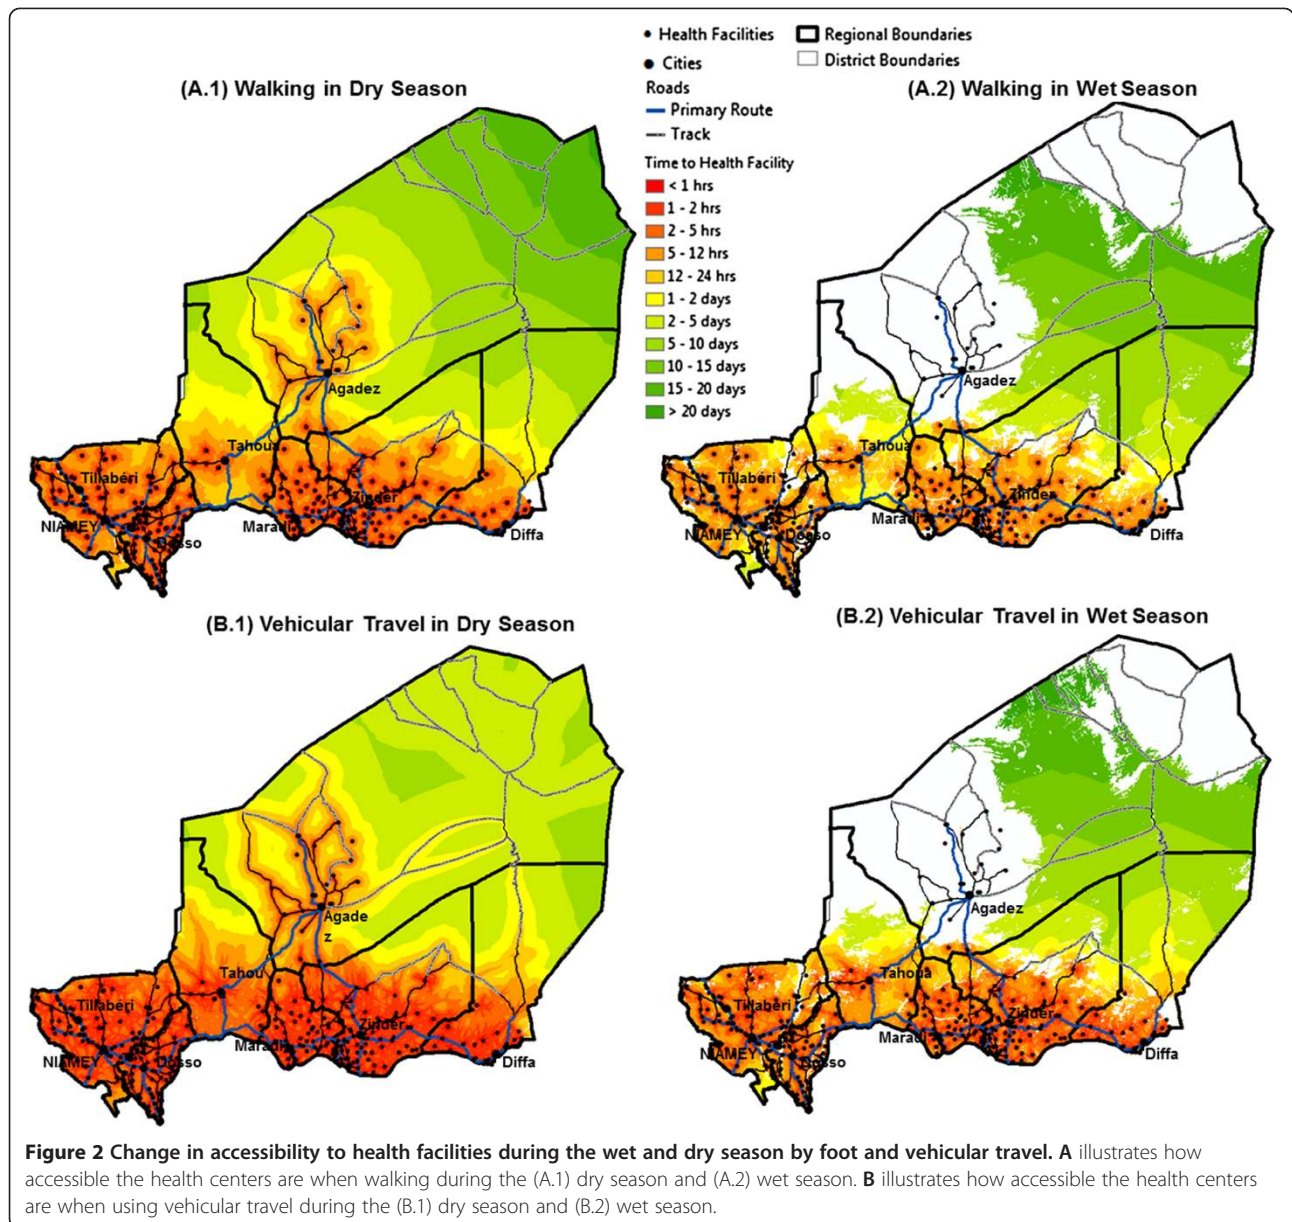 Health Facilities
Regional Boundaries
Cities
District Boundaries
Roads
Primary Route
Track
Time to Health Facility
< 1 hrs
1 - 2 hrs
2 - 5 hrs
5 - 12 hrs
12 - 24 hrs
1 - 2 days
2 - 5 days
5 - 10 days
10 - 15 days
15 - 20 days
> 20 days
(A.1) Walking in Dry Season
Agadez
Tahoua
Tillabéri
Zinder
NIAMEY
Maradi
Dosso
Diffa
(A.2) Walking in Wet Season
Agadez
Tahoua
Tillabéri
Zinder
NIAMEY
Maradi
Dosso
Diffa
(B.1) Vehicular Travel in Dry Season
Agade
z
Tahou
Tillabéri
Zinder
NIAMEY
Maradi
Dosso
Diffa
(B.2) Vehicular Travel in Wet Season
Agadez
Tahoua
Tillabéri
Zinder
NIAMEY
Maradi
Dosso
Diffa
Figure 2 Change in accessibility to health facilities during the wet and dry season by foot and vehicular travel. A illustrates how
accessible the health centers are when walking during the (A.1) dry season and (A.2) wet season. B illustrates how accessible the health centers
are when using vehicular travel during the (B.1) dry season and (B.2) wet season.